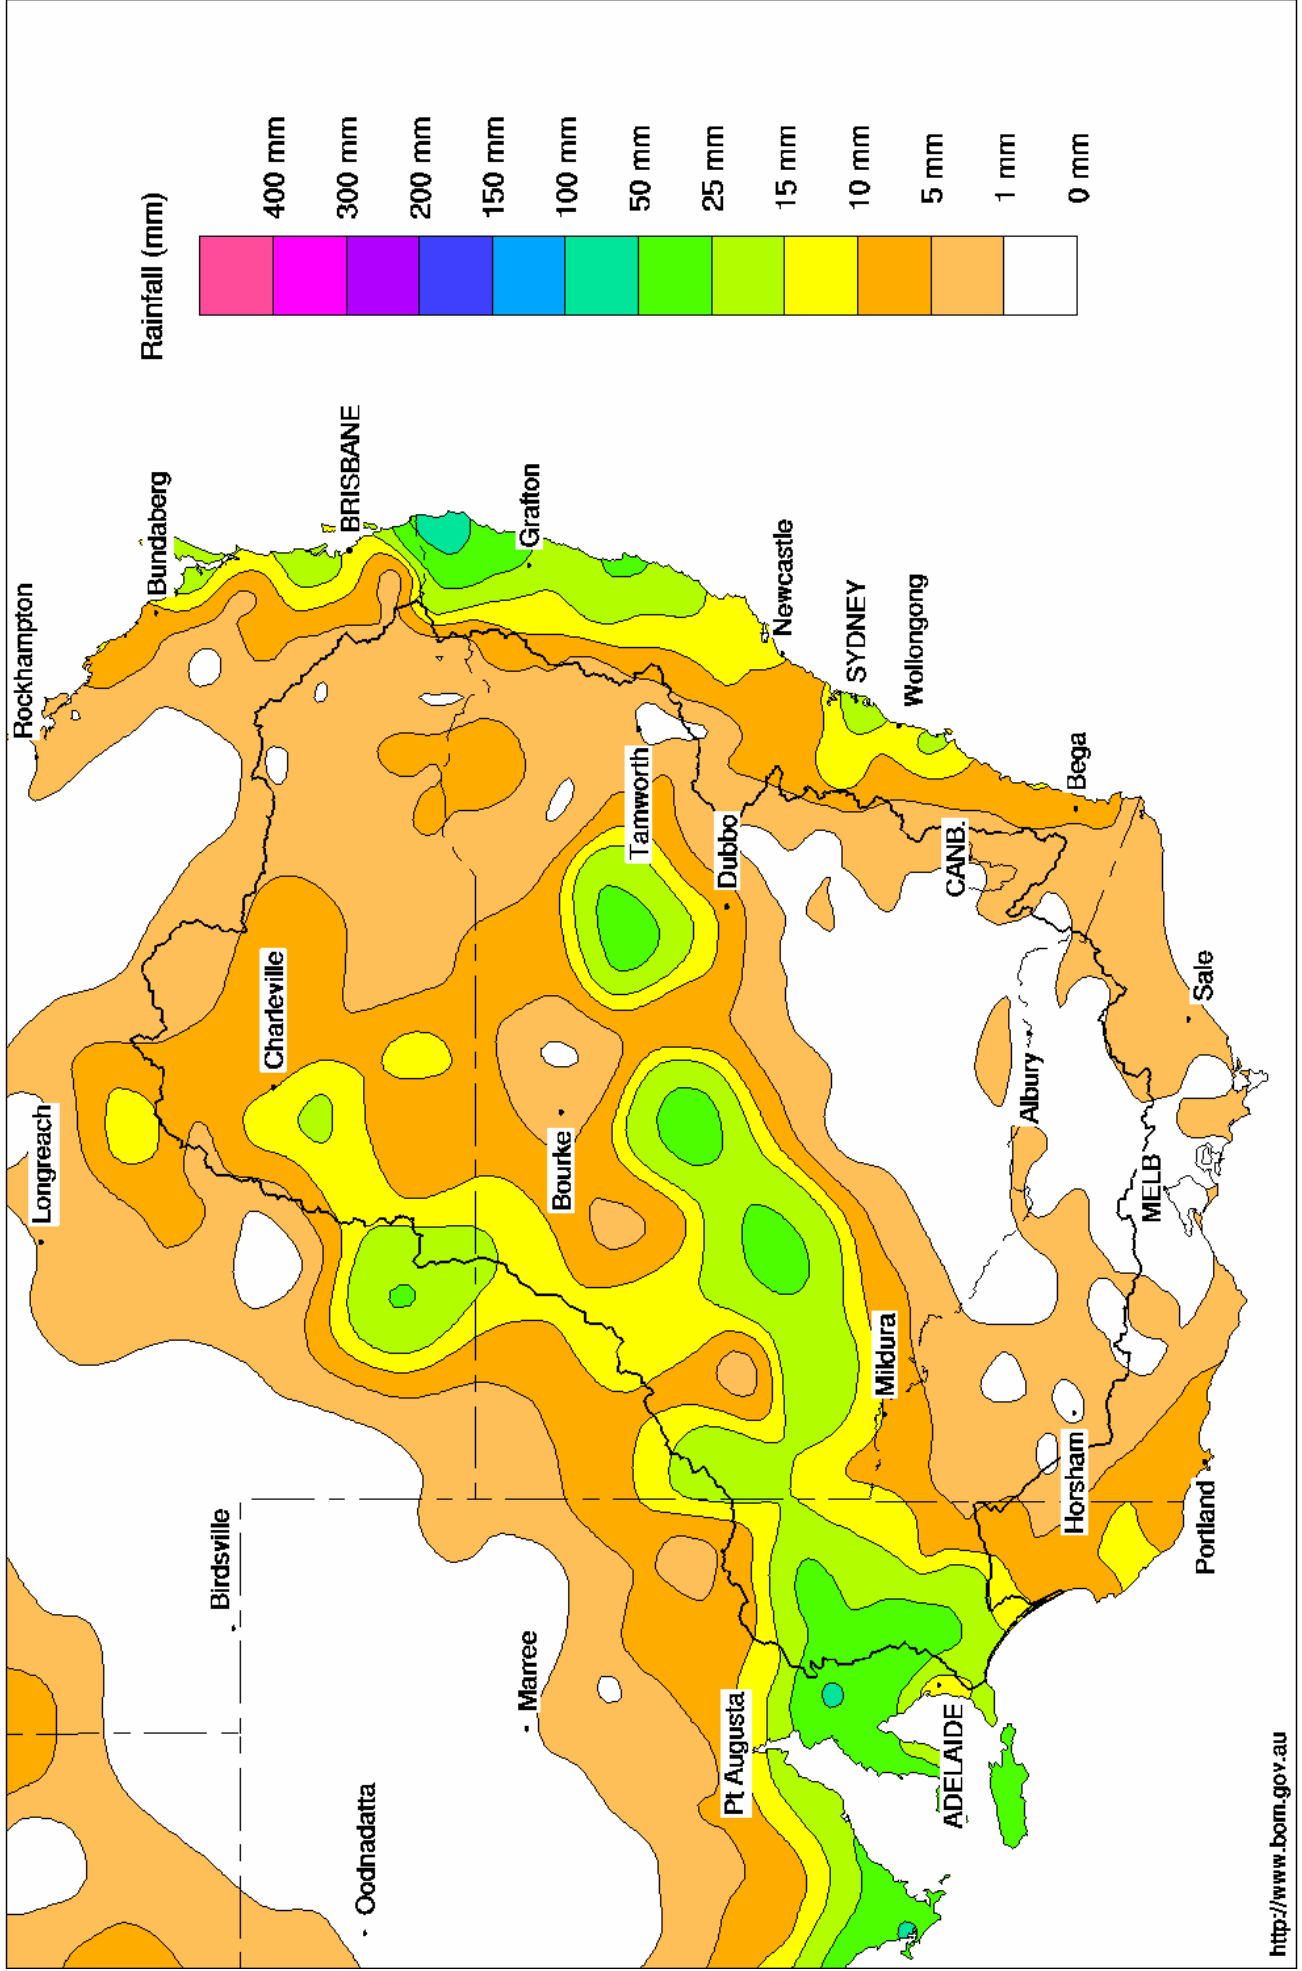 Rainfall (mm)
400 mm
300 mm
200 mm
150 mm
100 mm
50 mm
25 mm
15 mm
10 mm
5 mm
1 mm
0 mm
Rockhampton
Longreach
Bundaberg
Birdsville
Charleville
BRISBANE
Oodnadatta
Marree
Bourke
Grafton
Tamworth
Pt Augusta
Dubbo
Newcastle
Mildura
SYDNEY
Wollongong
ADELAIDE
CANB.
Albury
Horsham
Bega
MELB
Portland
Sale
http://www.bom.gov.au